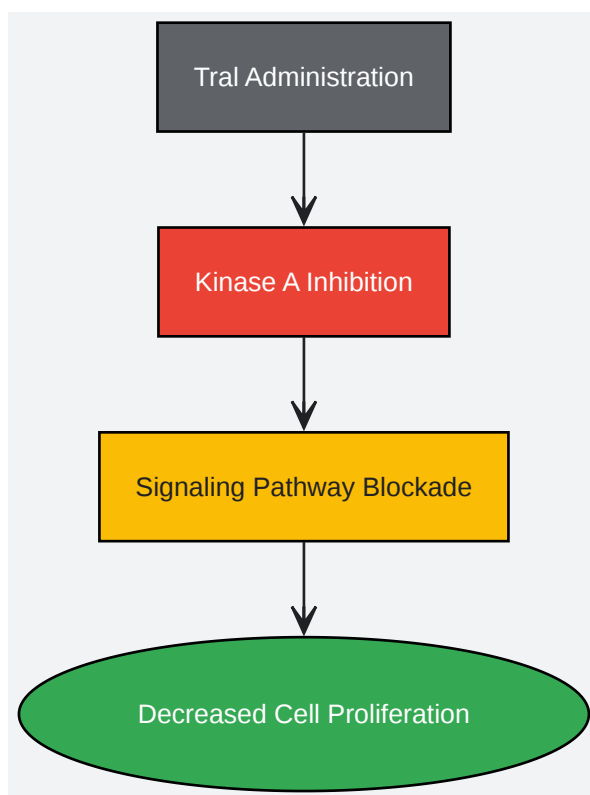 Tral Administration
Kinase A Inhibition
Signaling Pathway Blockade
Decreased Cell Proliferation